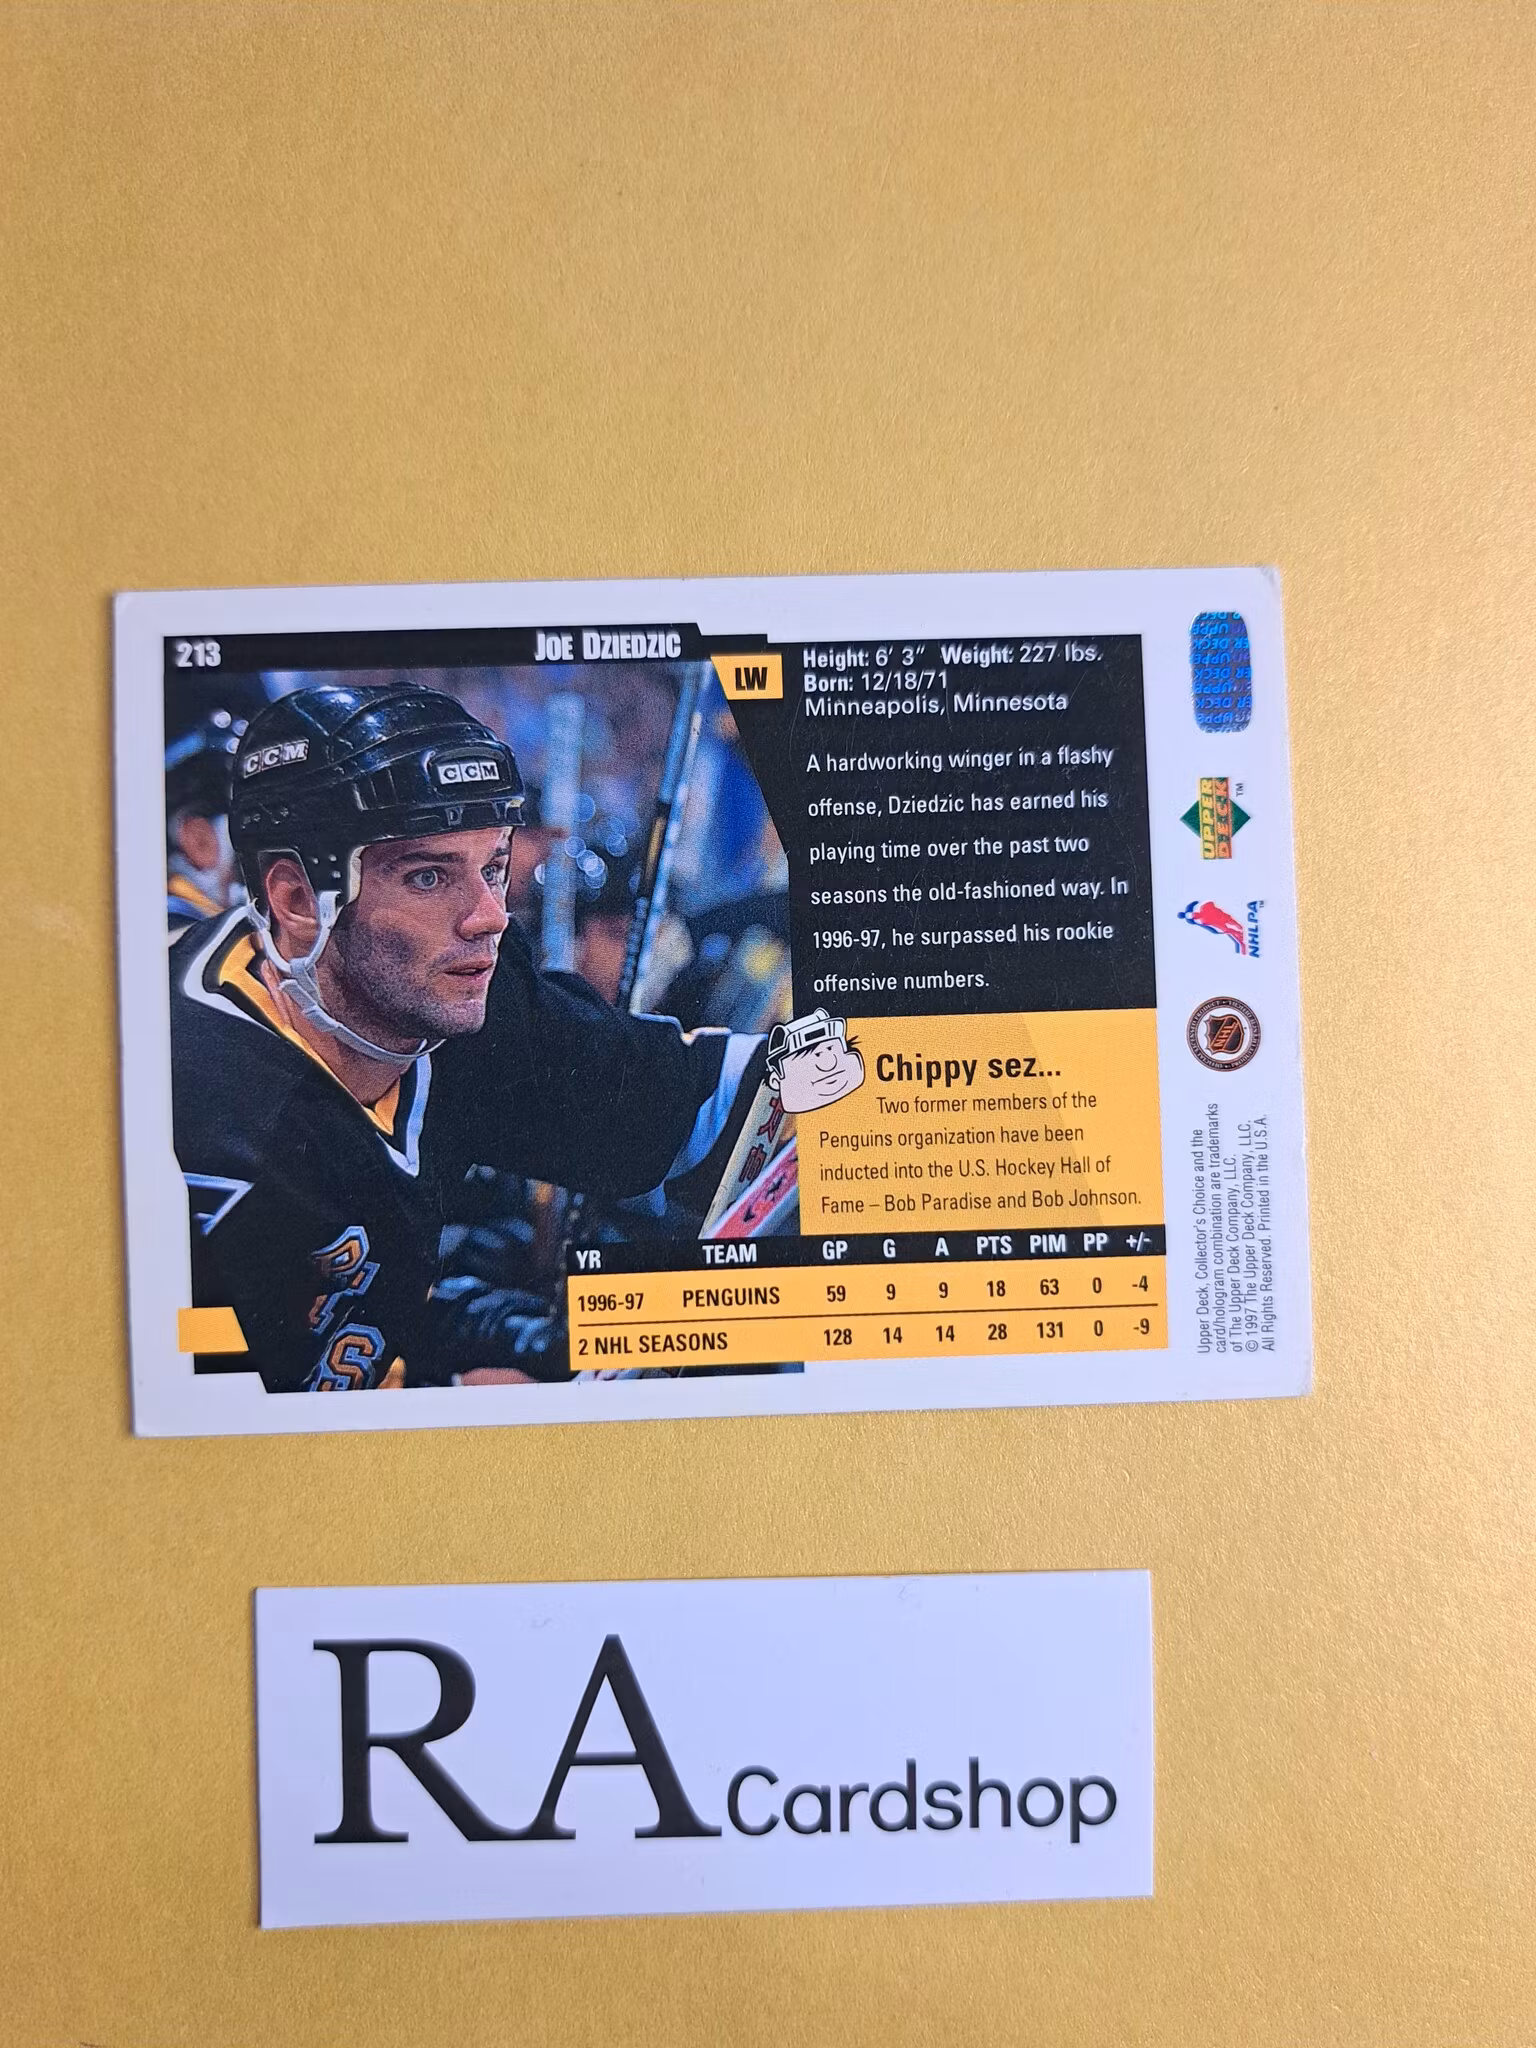 213
JOE DZIEDZIC
LW
Height: 6' 3" Weight: 227 lbs.
Born: 12/18/71
Minneapolis, Minnesota
A hardworking winger in a flashy
offense, Dziedzic has earned his
playing time over the past two
seasons the old-fashioned way. In
1996-97, he surpassed his rookie
offensive numbers.
Chippy sez...
Two former members of the
Penguins organization have been
inducted into the U.S. Hockey Hall of
Fame – Bob Paradise and Bob Johnson.
YR TEAM GP G A PTS PIM PP +/-
1996-97 PENGUINS 59 9 9 18 63 0 -4
2 NHL SEASONS 128 14 14 28 131 0 -9
CCM
CCM
UPPER
DECK™
NHLPA™
NHL
Upper Deck, Collector's Choice and the
card/hologram combination are trademarks
of The Upper Deck Company, LLC.
© 1997 The Upper Deck Company, LLC.
All Rights Reserved. Printed in the U.S.A.
RA Cardshop